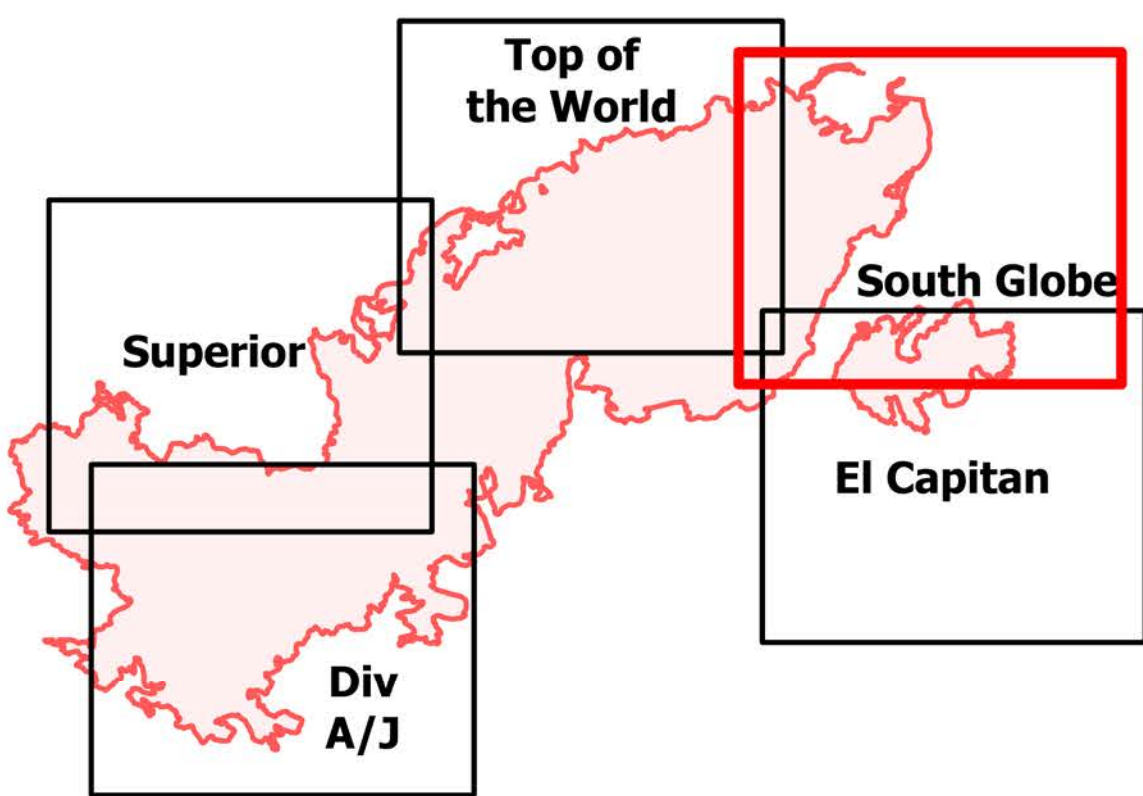 Top of
the World
South Globe
Superior
El Capitan
Div
A/J